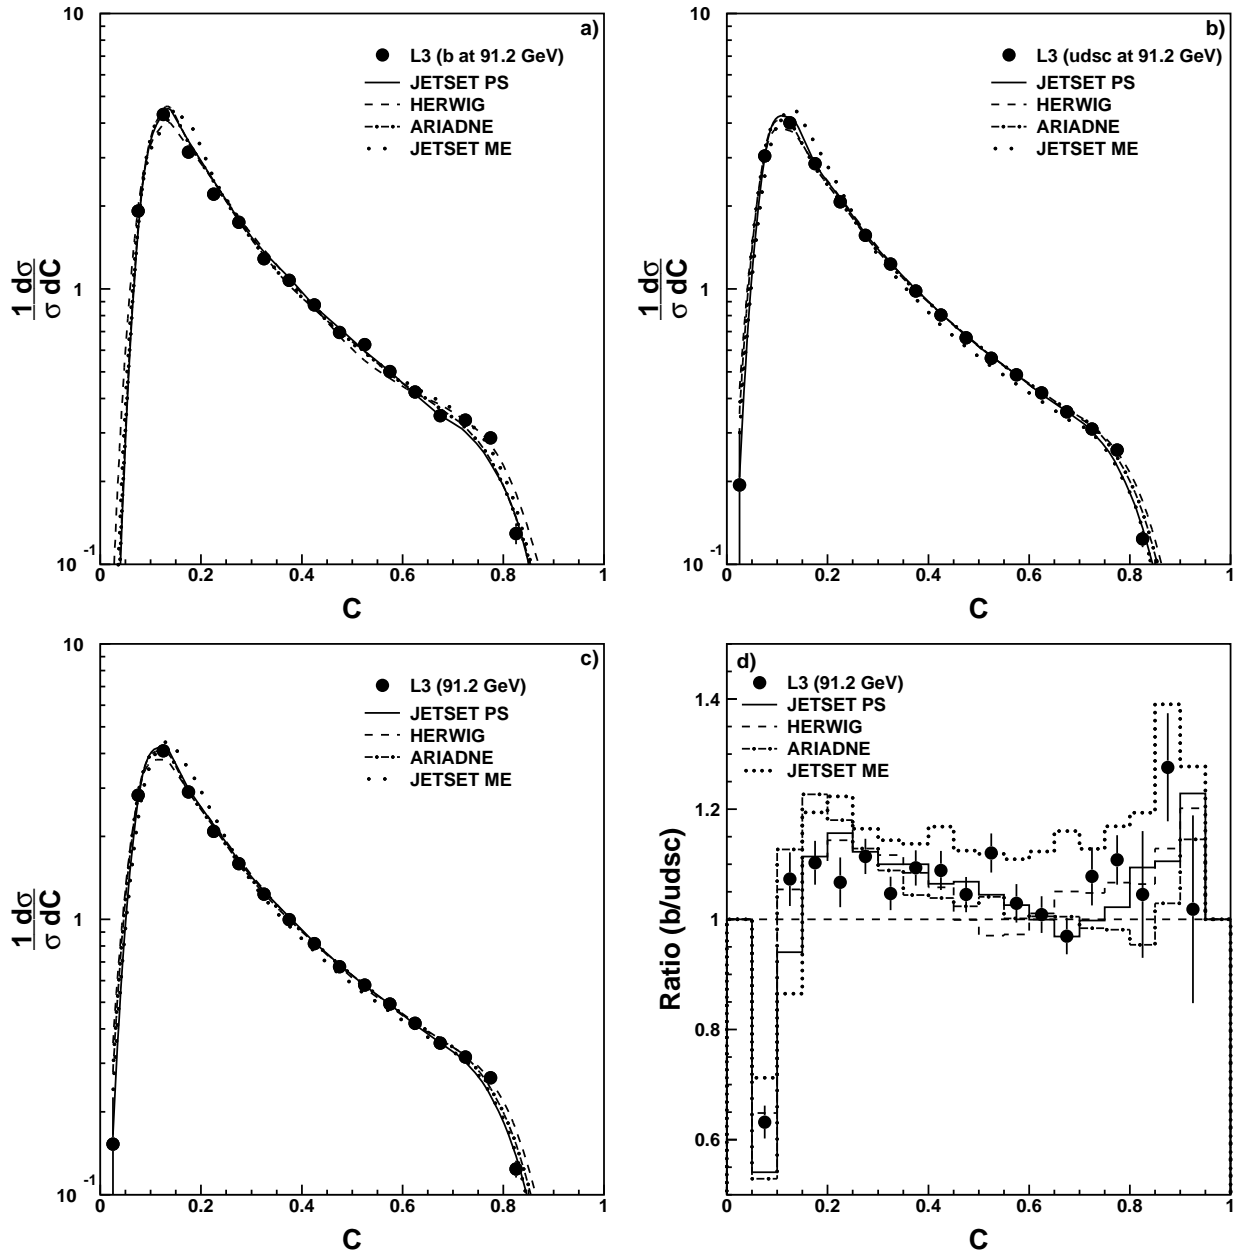 a)
L3 (b at 91.2 GeV)
JETSET PS
HERWIG
ARIADNE
JETSET ME
10
1
10⁻¹
1 dσ
σ dC
0 0.2 0.4 0.6 0.8 1
C
b)
L3 (udsc at 91.2 GeV)
JETSET PS
HERWIG
ARIADNE
JETSET ME
10
1
10⁻¹
1 dσ
σ dC
0 0.2 0.4 0.6 0.8 1
C
c)
L3 (91.2 GeV)
JETSET PS
HERWIG
ARIADNE
JETSET ME
10
1
10⁻¹
1 dσ
σ dC
0 0.2 0.4 0.6 0.8 1
C
d)
L3 (91.2 GeV)
JETSET PS
HERWIG
ARIADNE
JETSET ME
1.4
1.2
1
0.8
0.6
Ratio (b/udsc)
0 0.2 0.4 0.6 0.8 1
C